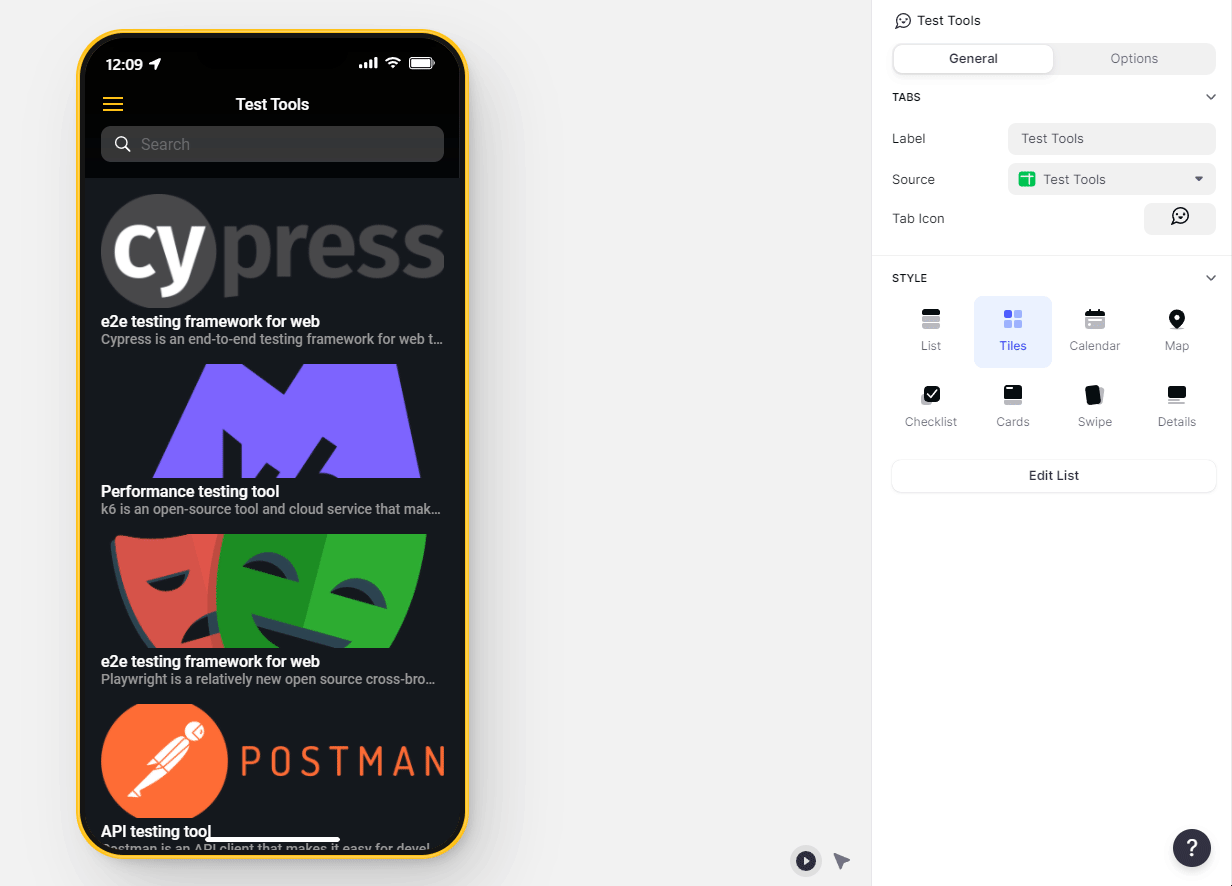 12:09
Test Tools
Search
cypress
e2e testing framework for web
Cypress is an end-to-end testing framework for web t...
Performance testing tool
k6 is an open-source tool and cloud service that mak...
e2e testing framework for web
Playwright is a relatively new open source cross-bro...
POSTMAN
API testing tool
Postman is an API client that makes it easy for devel
Test Tools
General
Options
TABS
Label
Test Tools
Source
Test Tools
Tab Icon
STYLE
List
Tiles
Calendar
Map
Checklist
Cards
Swipe
Details
Edit List
?